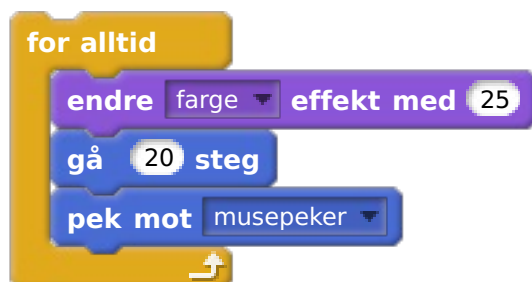 for alltid
endre farge effekt med 25
gå 20 steg
pek mot musepeker